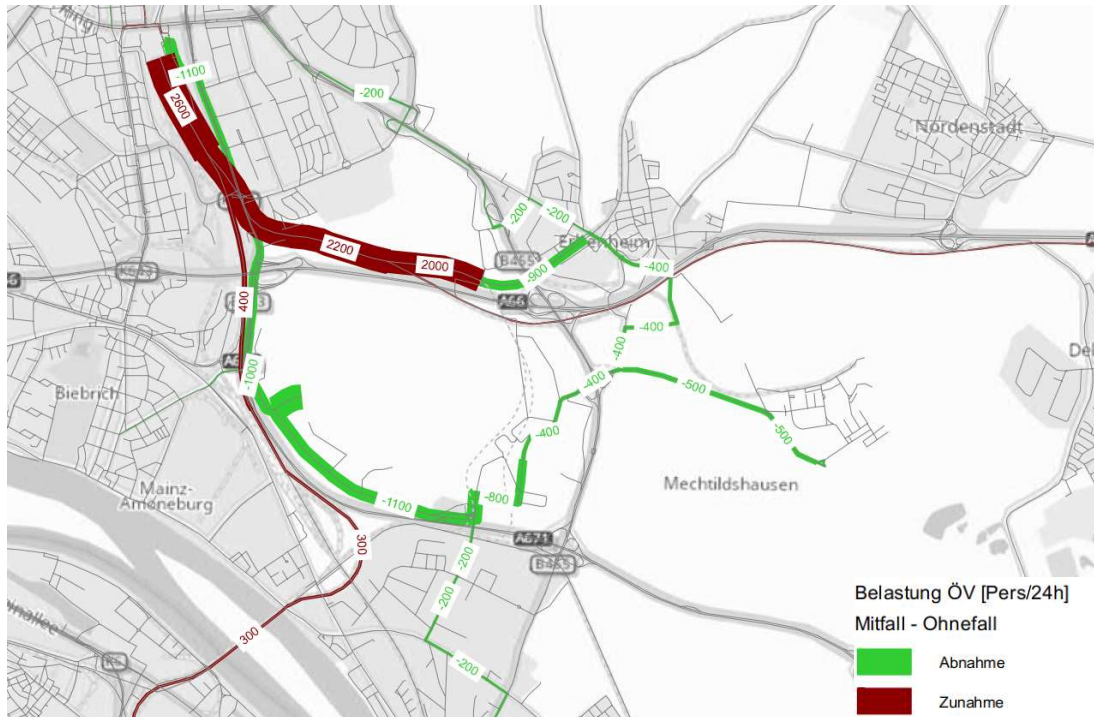 Ring
-1100
2600
-200
Nordenstadt
-200
-200
Erbenheim
B455
2200
2000
-900
-400
K643
A66
400
-400
-400
-1000
Biebrich
-400
-500
-400
-500
Mainz-
Amöneburg
-1100
-800
Mechtildshausen
300
-200
A671
B455
-200
300
-200
Belastung ÖV [Pers/24h]
Mitfall - Ohnefall
Abnahme
Zunahme